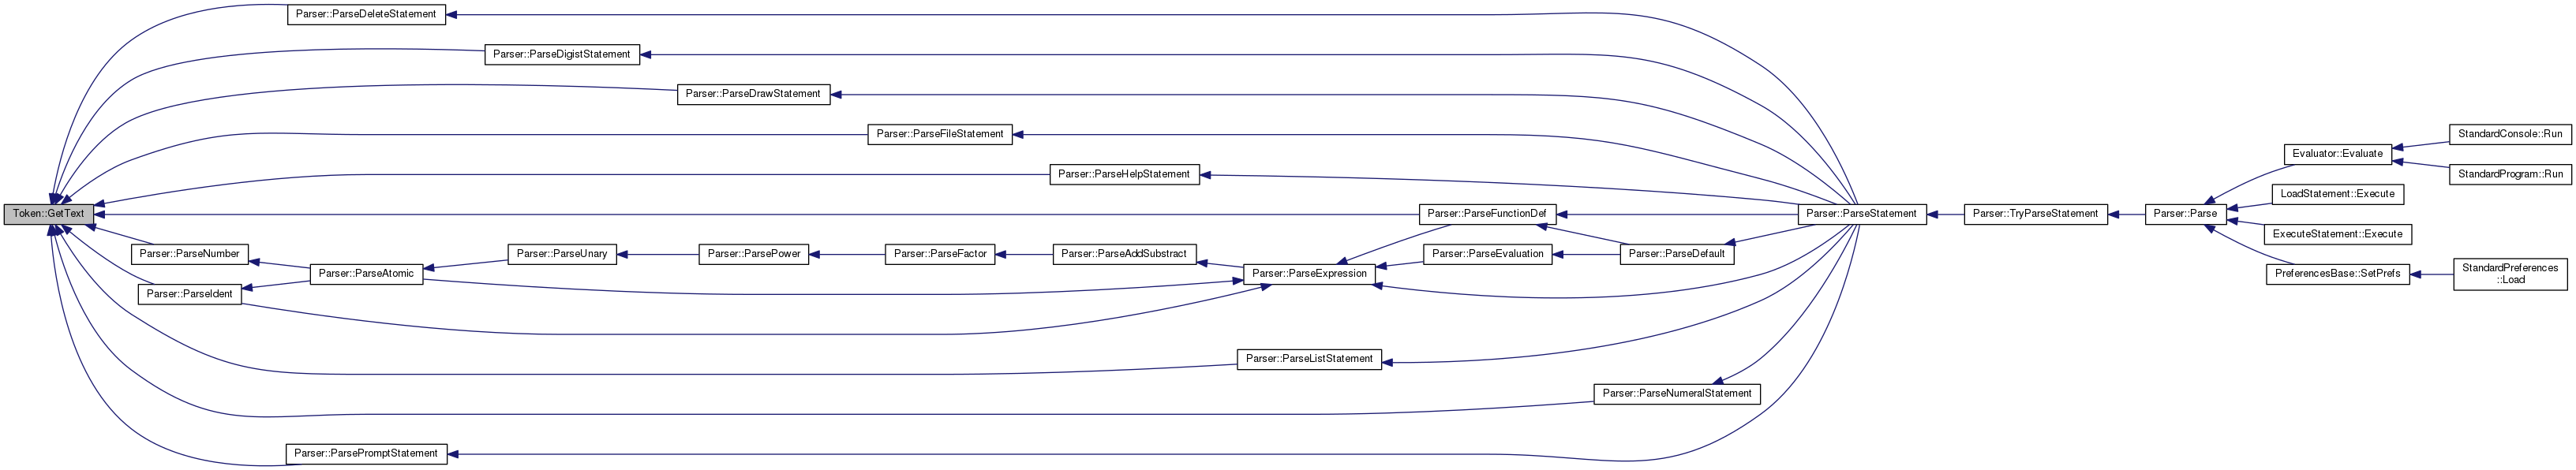 Parser::ParseDeleteStatement
Parser::ParseDigistStatement
Parser::ParseDrawStatement
Parser::ParseFileStatement
StandardConsole::Run
Evaluator::Evaluate
Parser::ParseHelpStatement
StandardProgram::Run
LoadStatement::Execute
Token::GetText
Parser::ParseFunctionDef
Parser::ParseStatement
Parser::TryParseStatement
Parser::Parse
ExecuteStatement::Execute
Parser::ParseNumber
Parser::ParseUnary
Parser::ParsePower
Parser::ParseFactor
Parser::ParseAddSubstract
Parser::ParseEvaluation
Parser::ParseDefault
Parser::ParseAtomic
Parser::ParseExpression
PreferencesBase::SetPrefs
StandardPreferences
::Load
Parser::ParseIdent
Parser::ParseListStatement
Parser::ParseNumeralStatement
Parser::ParsePromptStatement